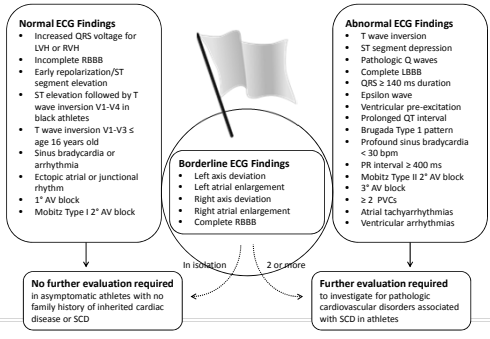 Normal ECG Findings
• Increased QRS voltage for
LVH or RVH
• Incomplete RBBB
• Early repolarization/ST
segment elevation
• ST elevation followed by T
wave inversion V1-V4 in
black athletes
• T wave inversion V1-V3 ≤
age 16 years old
• Sinus bradycardia or
arrhythmia
• Ectopic atrial or junctional
rhythm
• 1° AV block
• Mobitz Type I 2° AV block
Borderline ECG Findings
• Left axis deviation
• Left atrial enlargement
• Right axis deviation
• Right atrial enlargement
• Complete RBBB
Abnormal ECG Findings
• T wave inversion
• ST segment depression
• Pathologic Q waves
• Complete LBBB
• QRS ≥ 140 ms duration
• Epsilon wave
• Ventricular pre-excitation
• Prolonged QT interval
• Brugada Type 1 pattern
• Profound sinus bradycardia
< 30 bpm
• PR interval ≥ 400 ms
• Mobitz Type II 2° AV block
• 3° AV block
• ≥ 2 PVCs
• Atrial tachyarrhythmias
• Ventricular arrhythmias
In isolation
2 or more
No further evaluation required
in asymptomatic athletes with no
family history of inherited cardiac
disease or SCD
Further evaluation required
to investigate for pathologic
cardiovascular disorders associated
with SCD in athletes